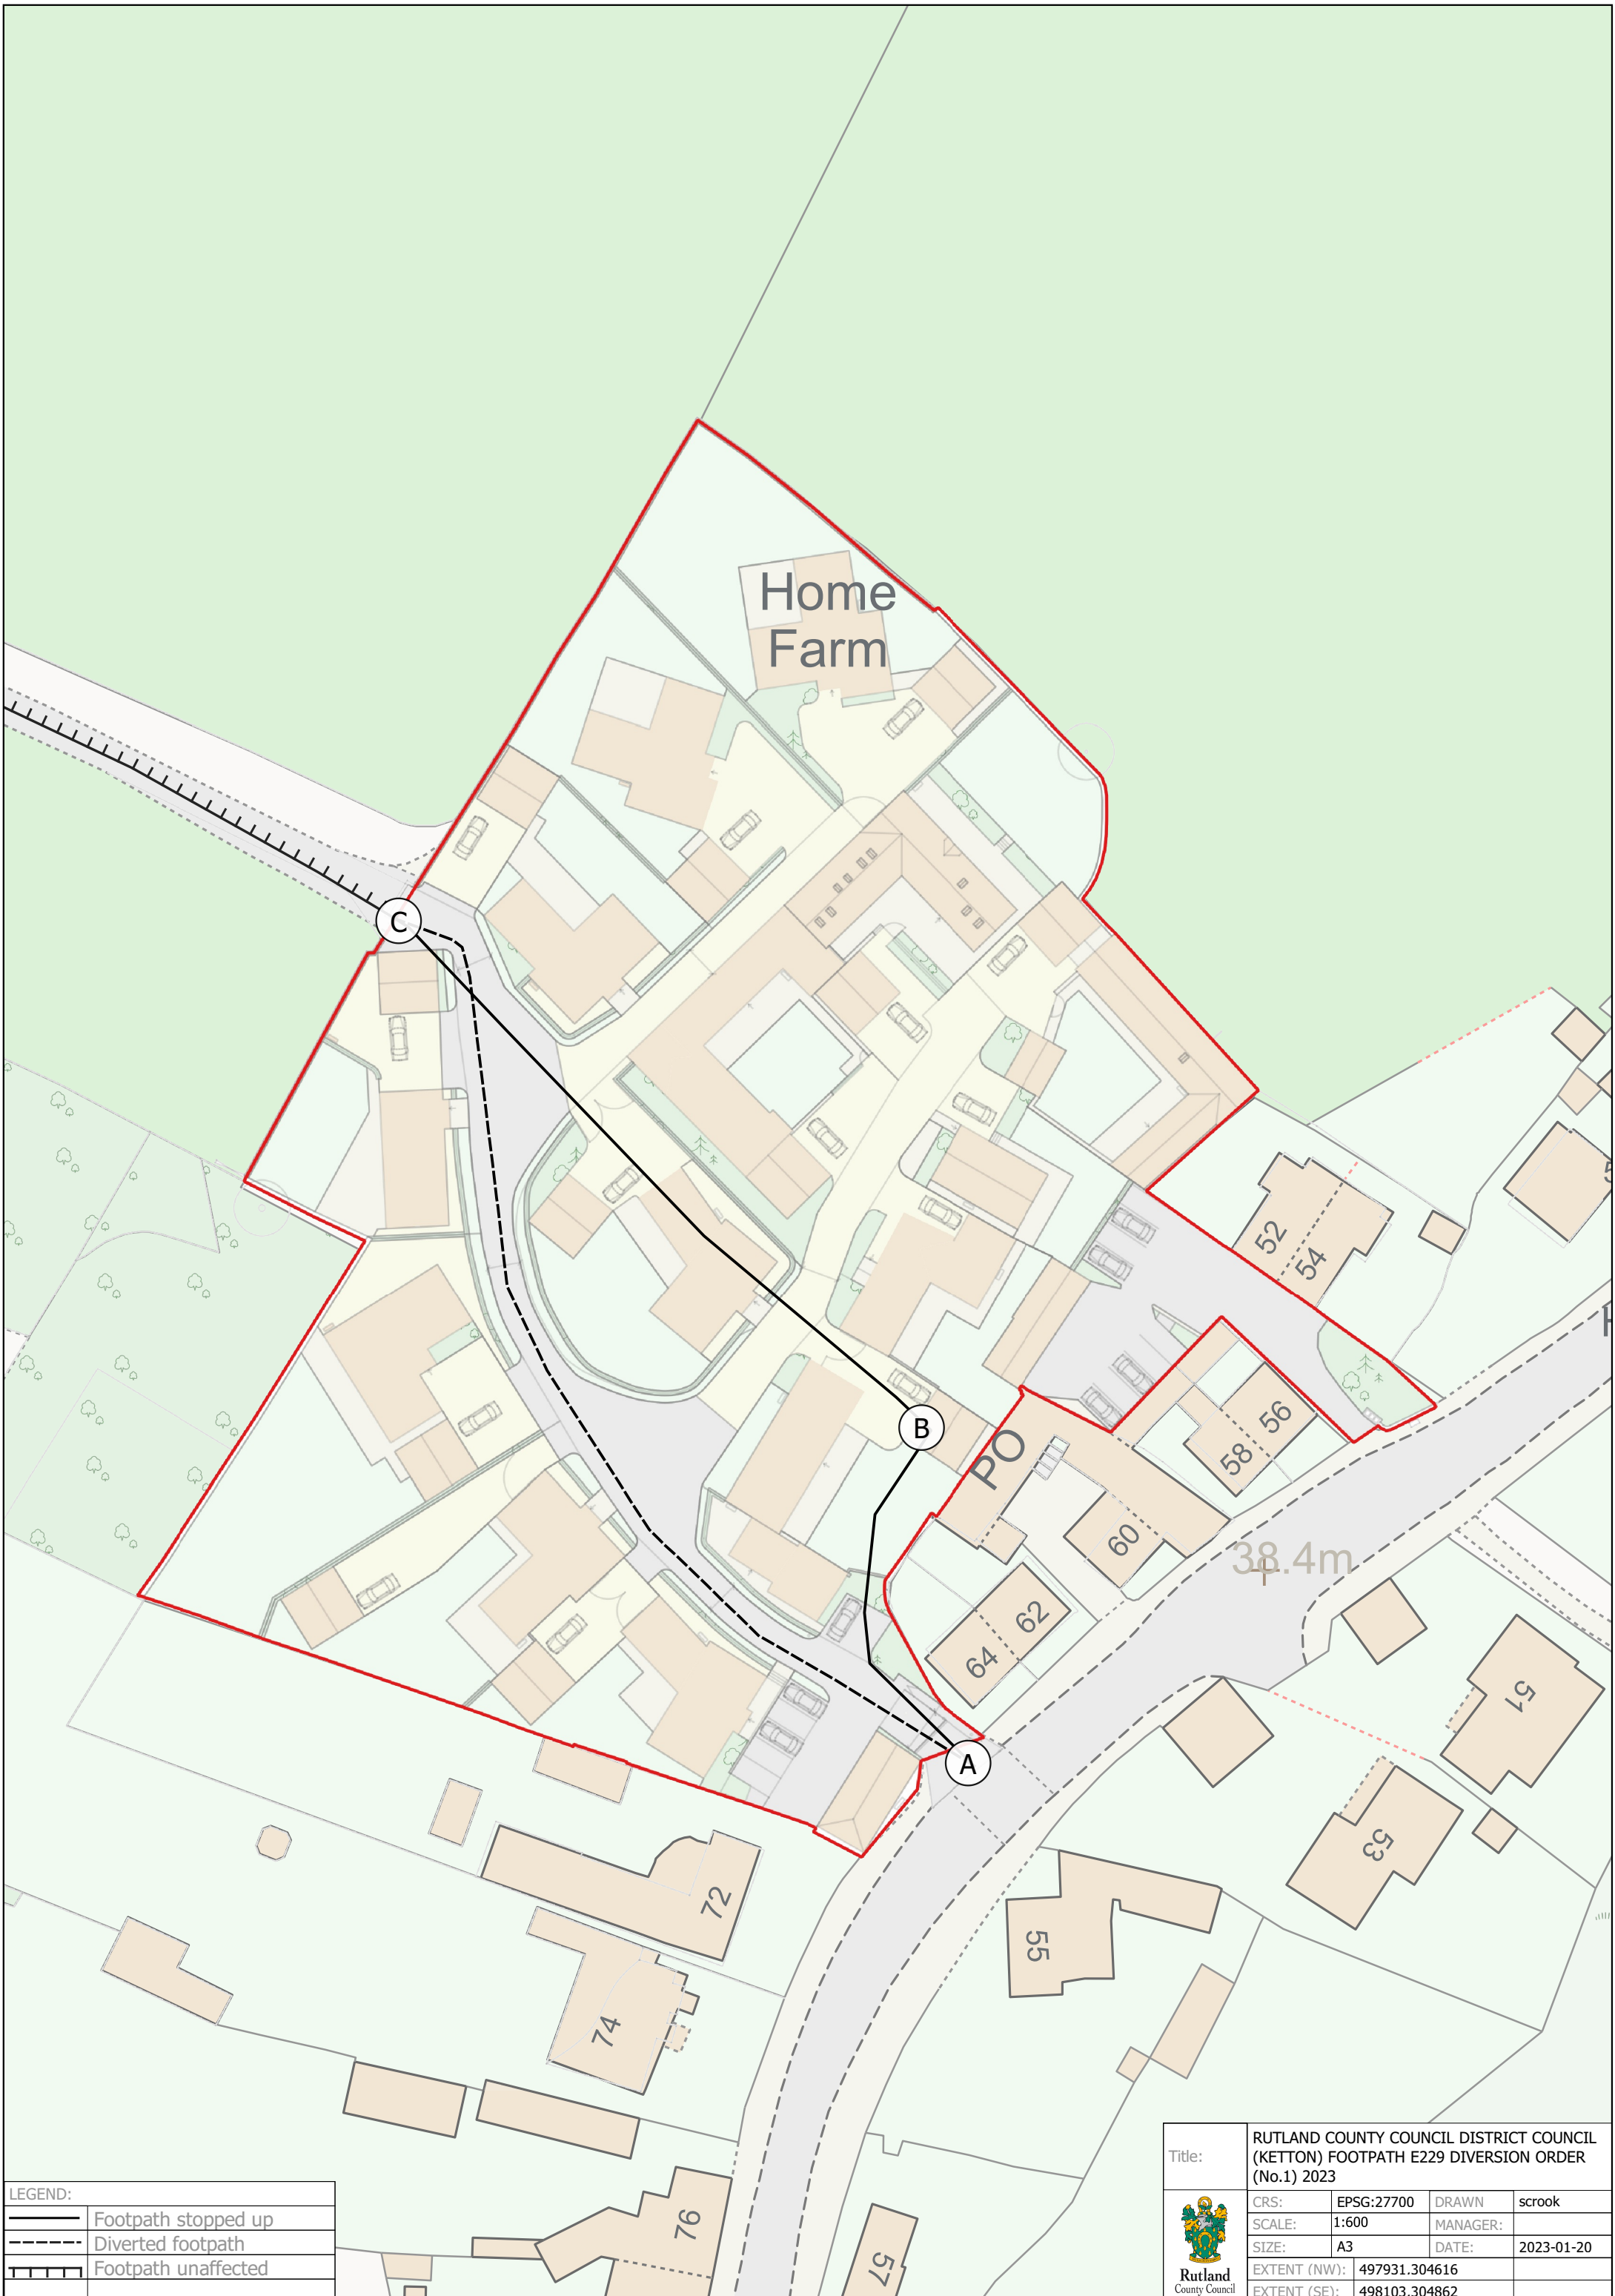 Home
Farm
C
52
54
B
PO
56
58
60
38.4m
62
64
51
A
53
72
55
74
76
57
LEGEND:
Footpath stopped up
Diverted footpath
Footpath unaffected
Title:
RUTLAND COUNTY COUNCIL DISTRICT COUNCIL
(KETTON) FOOTPATH E229 DIVERSION ORDER
(No.1) 2023
CRS: EPSG:27700 DRAWN scrook
SCALE: 1:600 MANAGER:
SIZE: A3 DATE: 2023-01-20
EXTENT (NW): 497931.304616
EXTENT (SE): 498103.304862
Rutland
County Council